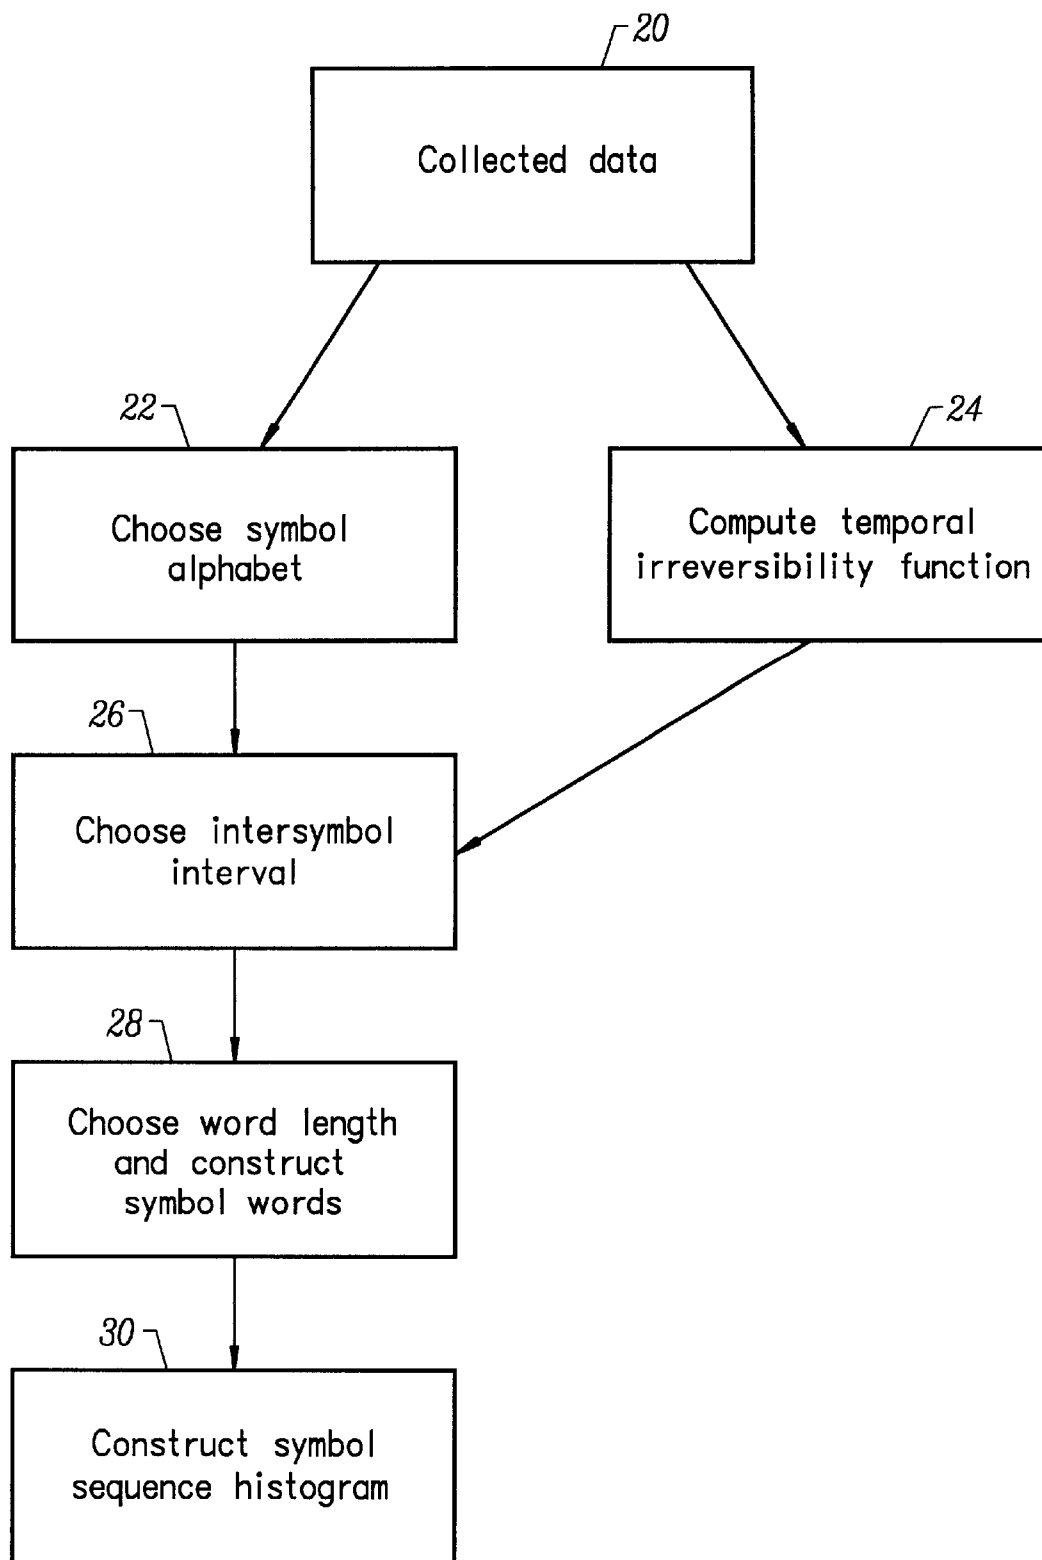 20
Collected data
22
24
Choose symbol
alphabet
Compute temporal
irreversibility function
26
Choose intersymbol
interval
28
Choose word length
and construct
symbol words
30
Construct symbol
sequence histogram